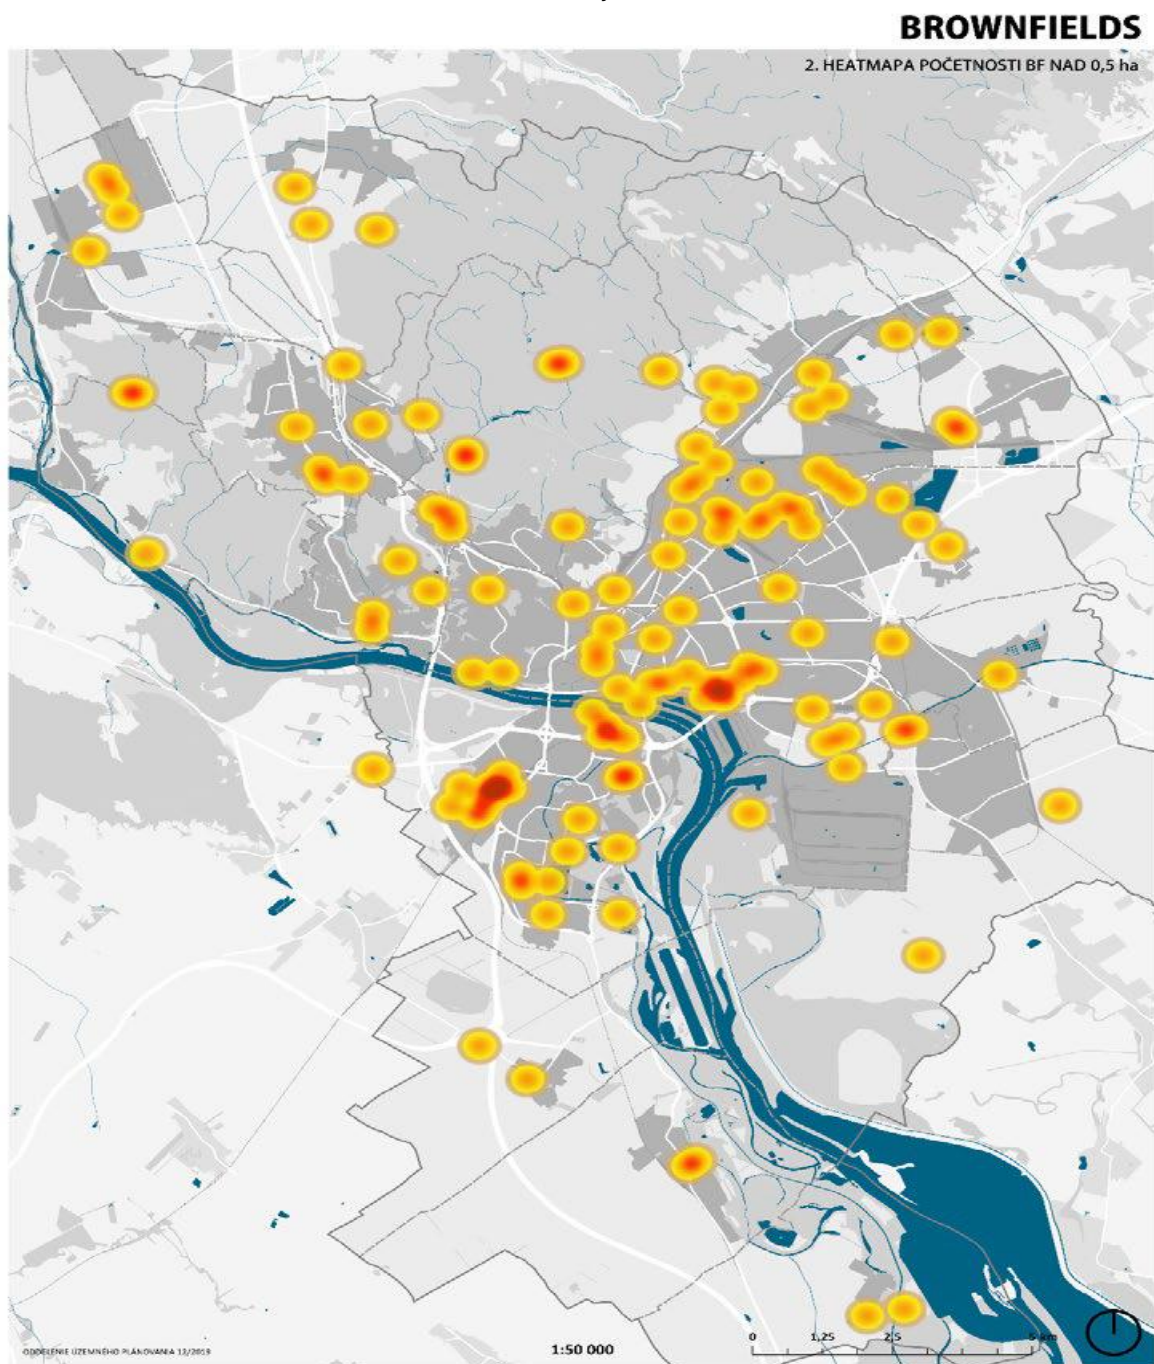 BROWNFIELDS
2. HEATMAPA POČETNOSTI BF NAD 0,5 ha
ODDELENIE ÚZEMNÉHO PLÁNOVANIA 12/2019
1:50 000
0 1,25 2,5 5 km